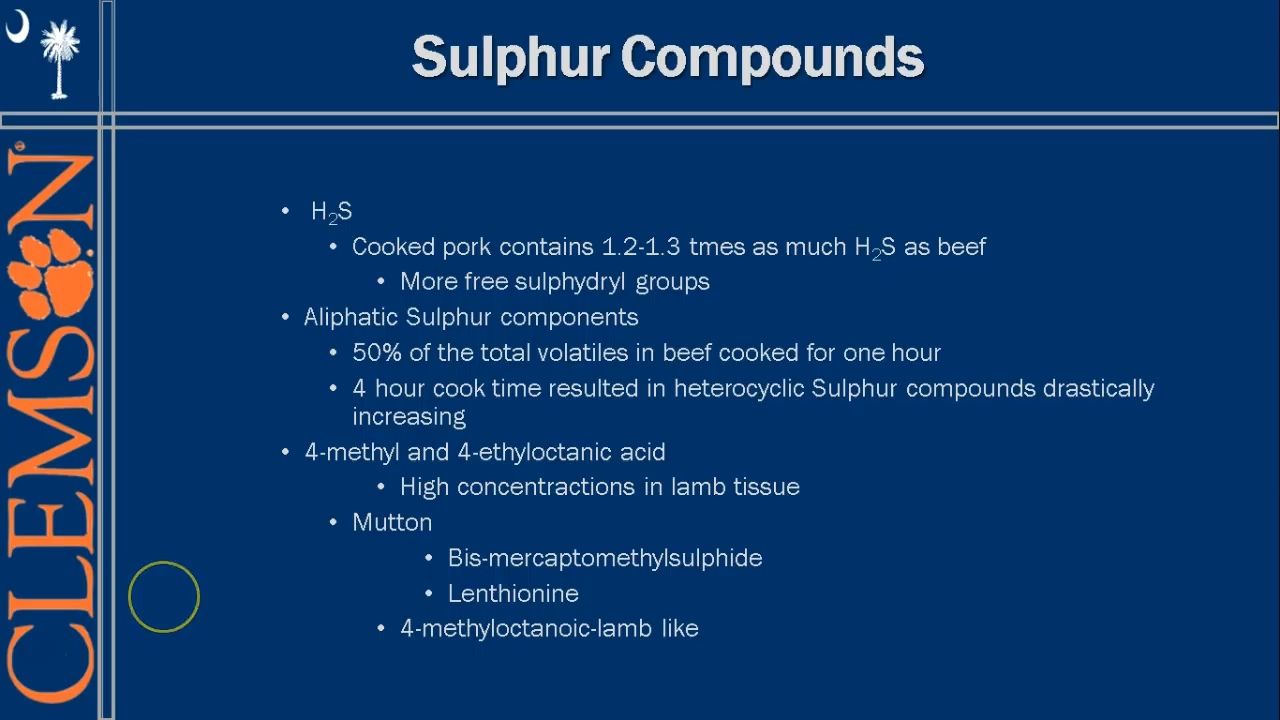 Sulphur Compounds
CLEMSON
• H₂S
• Cooked pork contains 1.2-1.3 tmes as much H₂S as beef
• More free sulphydryl groups
• Aliphatic Sulphur components
• 50% of the total volatiles in beef cooked for one hour
• 4 hour cook time resulted in heterocyclic Sulphur compounds drastically
increasing
• 4-methyl and 4-ethyloctanic acid
• High concentractions in lamb tissue
• Mutton
• Bis-mercaptomethylsulphide
• Lenthionine
• 4-methyloctanoic-lamb like